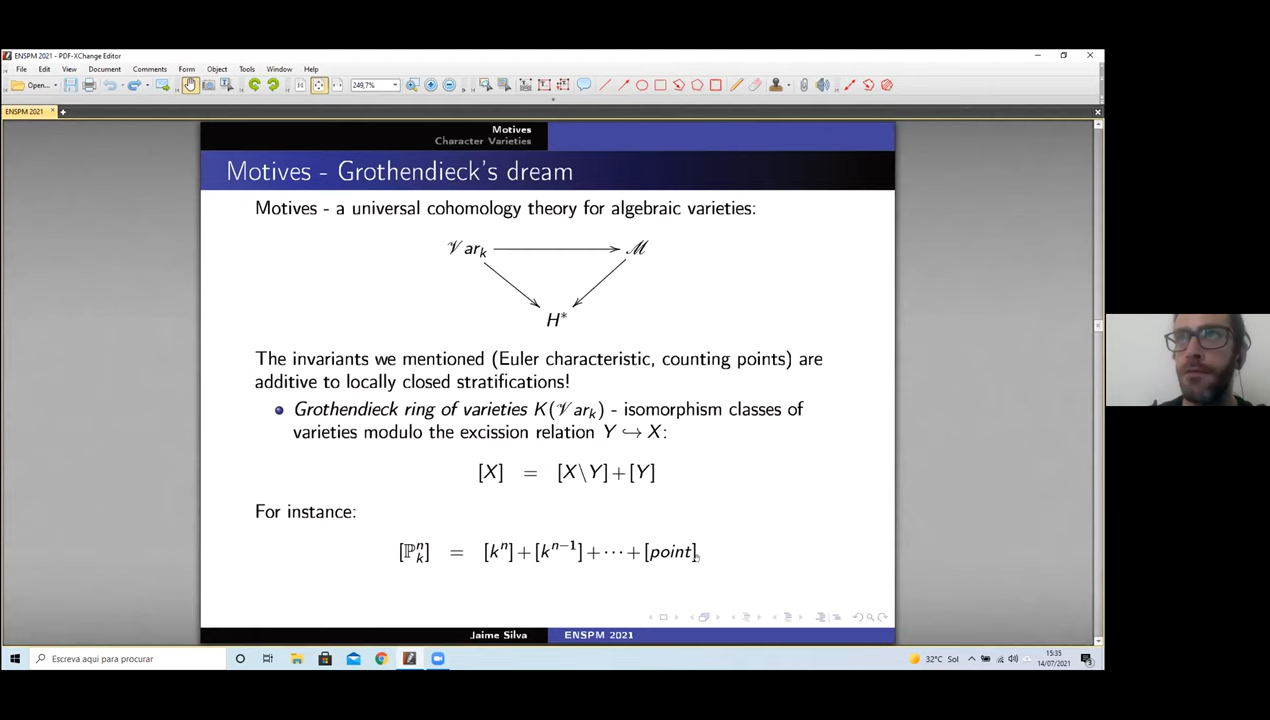 ENSPM 2021 - PDF-XChange Editor
File Edit View Document Comments Form Object Tools Window Help
Open... 249,7%
ENSPM 2021
Motives
Character Varieties
Motives - Grothendieck's dream
Motives - a universal cohomology theory for algebraic varieties:
𝒱ar_k ℳ
H*
The invariants we mentioned (Euler characteristic, counting points) are
additive to locally closed stratifications!
Grothendieck ring of varieties K(𝒱ar_k) - isomorphism classes of
varieties modulo the excission relation Y ↪ X:
[X] = [X\Y]+[Y]
For instance:
[ℙ^n_k] = [k^n]+[k^{n−1}]+⋯+[point]
Jaime Silva ENSPM 2021
Escreva aqui para procurar
32°C Sol
15:35
14/07/2021